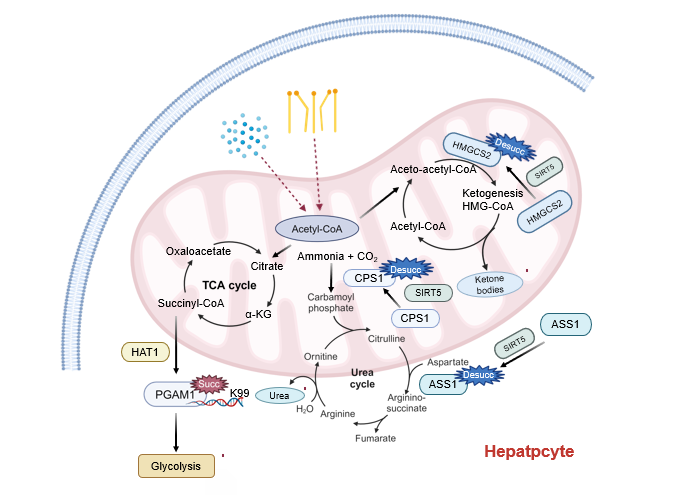 HMGCS2
Desucc
SIRT5
HMGCS2
Aceto-acetyl-CoA
Ketogenesis
HMG-CoA
Acetyl-CoA
Ketone
bodies
Acetyl-CoA
Oxaloacetate
Citrate
TCA cycle
Succinyl-CoA
α-KG
Ammonia + CO2
CPS1
Desucc
SIRT5
CPS1
Carbamoyl
phosphate
Citrulline
Ornitine
Urea
cycle
Aspartate
ASS1
Desucc
SIRT5
ASS1
Urea
H2O
Arginine
Arginino-
succinate
Fumarate
HAT1
Succ
PGAM1
K99
Glycolysis
Hepatpcyte